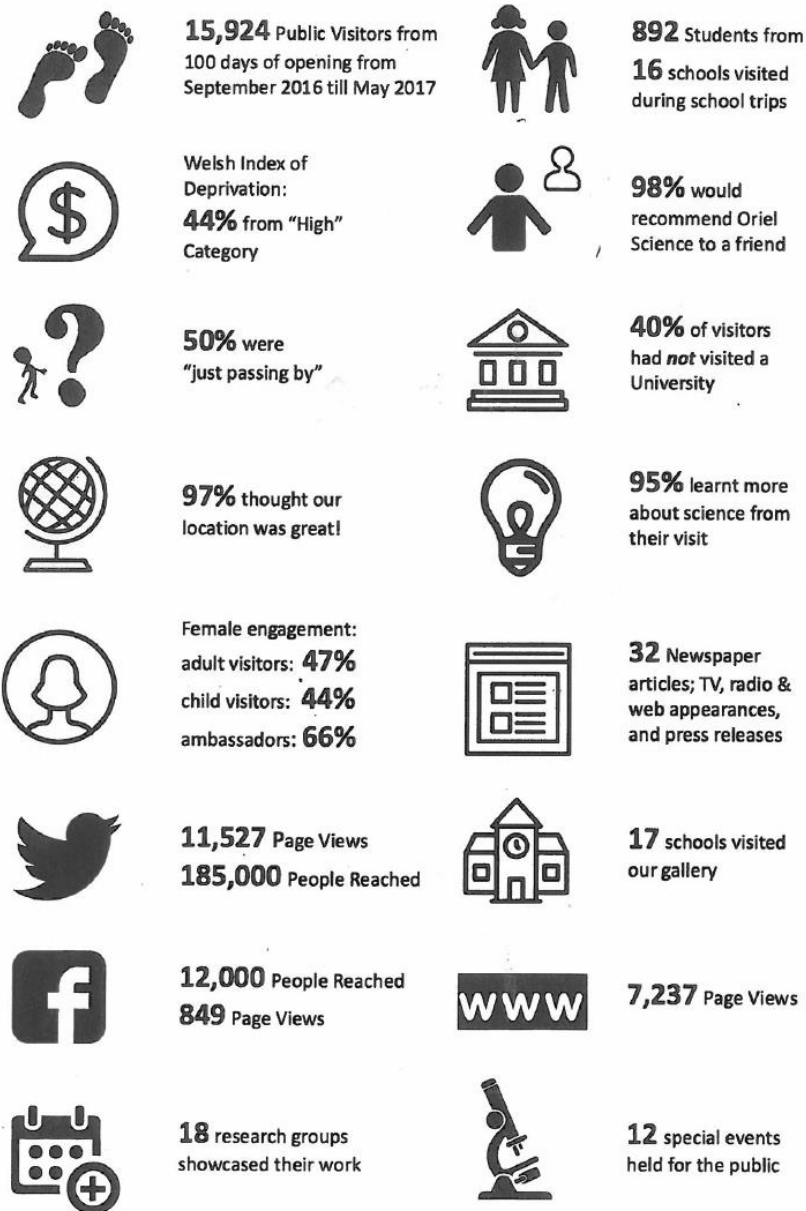 15,924 Public Visitors from
100 days of opening from
September 2016 till May 2017
892 Students from
16 schools visited
during school trips
Welsh Index of
Deprivation:
44% from "High"
Category
98% would
recommend Oriel
Science to a friend
50% were
"just passing by"
40% of visitors
had not visited a
University
97% thought our
location was great!
95% learnt more
about science from
their visit
Female engagement:
adult visitors: 47%
child visitors: 44%
ambassadors: 66%
32 Newspaper
articles; TV, radio &
web appearances,
and press releases
11,527 Page Views
185,000 People Reached
17 schools visited
our gallery
f
12,000 People Reached
849 Page Views
WWW
7,237 Page Views
18 research groups
showcased their work
12 special events
held for the public